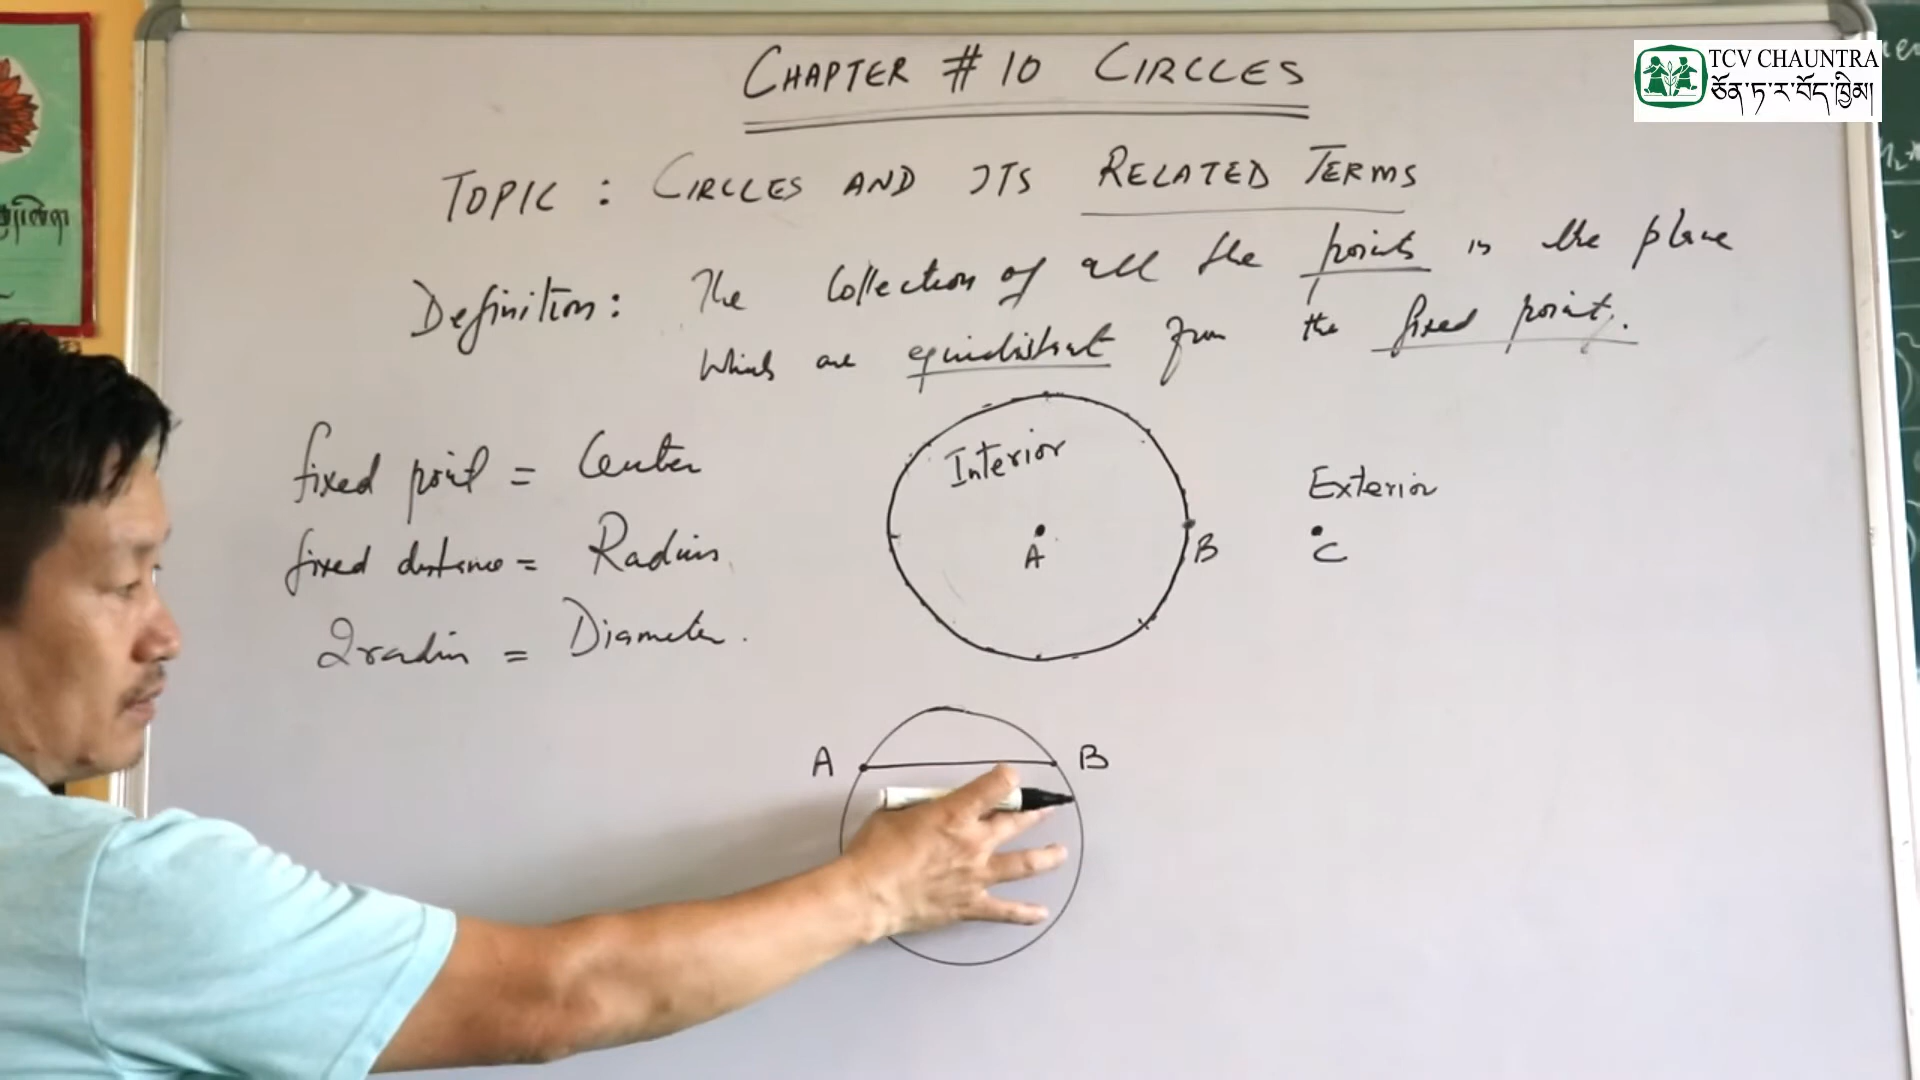 CHAPTER # 10 CIRCLES
TCV CHAUNTRA
ཅོན་ཏ་ར་བོད་ཁྱིམ།
TOPIC : CIRCLES AND ITS RELATED TERMS
Definition: The Collection of all the points in the plane
which are equidistant from the fixed point.
fixed point = Center
fixed distance = Radius
2radius = Diameter.
Interior
A
B
Exterior
C
A
B